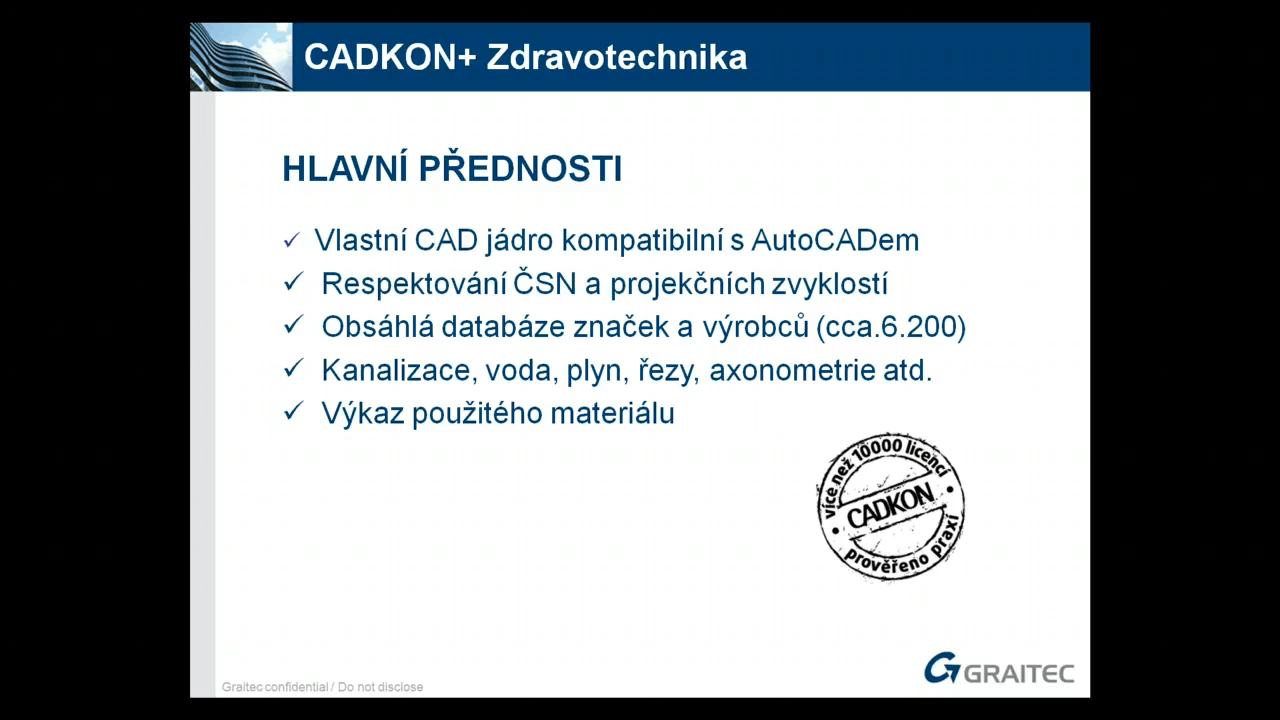 CADKON+ Zdravotechnika
HLAVNÍ PŘEDNOSTI
✓ Vlastní CAD jádro kompatibilní s AutoCADem
✓ Respektování ČSN a projekčních zvyklostí
✓ Obsáhlá databáze značek a výrobců (cca.6.200)
✓ Kanalizace, voda, plyn, řezy, axonometrie atd.
✓ Výkaz použitého materiálu
více než 10000 licencí
CADKON
prověřeno praxí
GRAITEC
Graitec confidential / Do not disclose